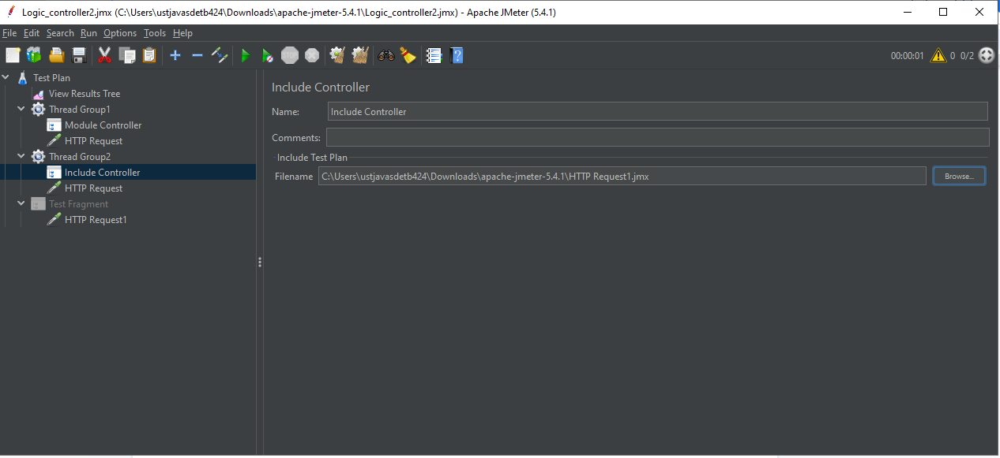 Logic_controller2.jmx (C:\Users\ustjavasdetb424\Downloads\apache-jmeter-5.4.1\Logic_controller2.jmx) - Apache JMeter (5.4.1)
File Edit Search Run Options Tools Help
STOP 00:00:01 0 0/2
Test Plan
View Results Tree
Thread Group1
Module Controller
HTTP Request
Thread Group2
Include Controller
HTTP Request
Test Fragment
HTTP Request1
Include Controller
Name: Include Controller
Comments:
Include Test Plan
Filename C:\Users\ustjavasdetb424\Downloads\apache-jmeter-5.4.1\HTTP Request1.jmx Browse...